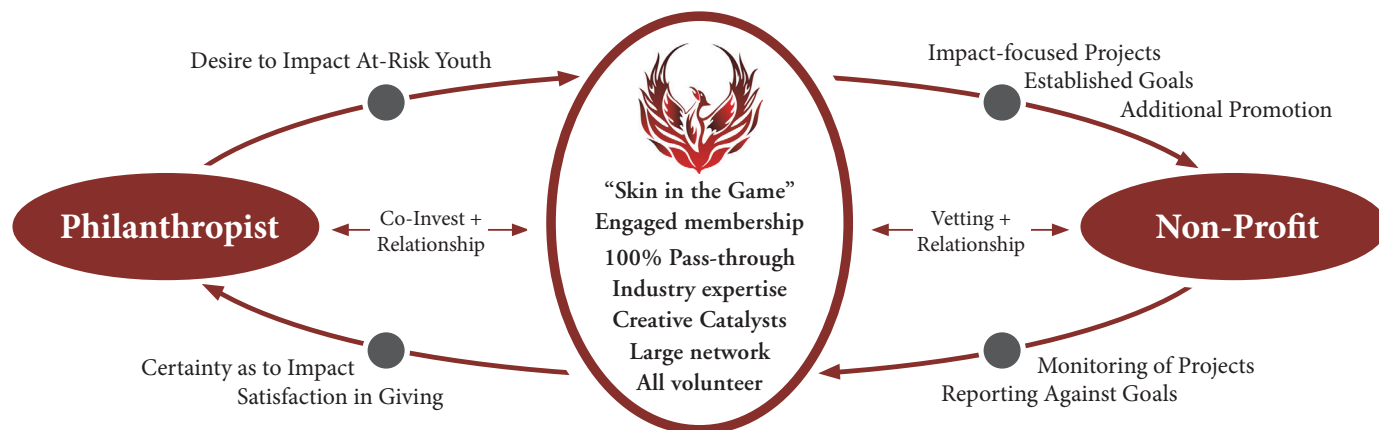 Desire to Impact At-Risk Youth
Impact-focused Projects
Established Goals
Additional Promotion
Philanthropist
Co-Invest +
Relationship
“Skin in the Game”
Engaged membership
100% Pass-through
Industry expertise
Creative Catalysts
Large network
All volunteer
Vetting +
Relationship
Non-Profit
Certainty as to Impact
Satisfaction in Giving
Monitoring of Projects
Reporting Against Goals